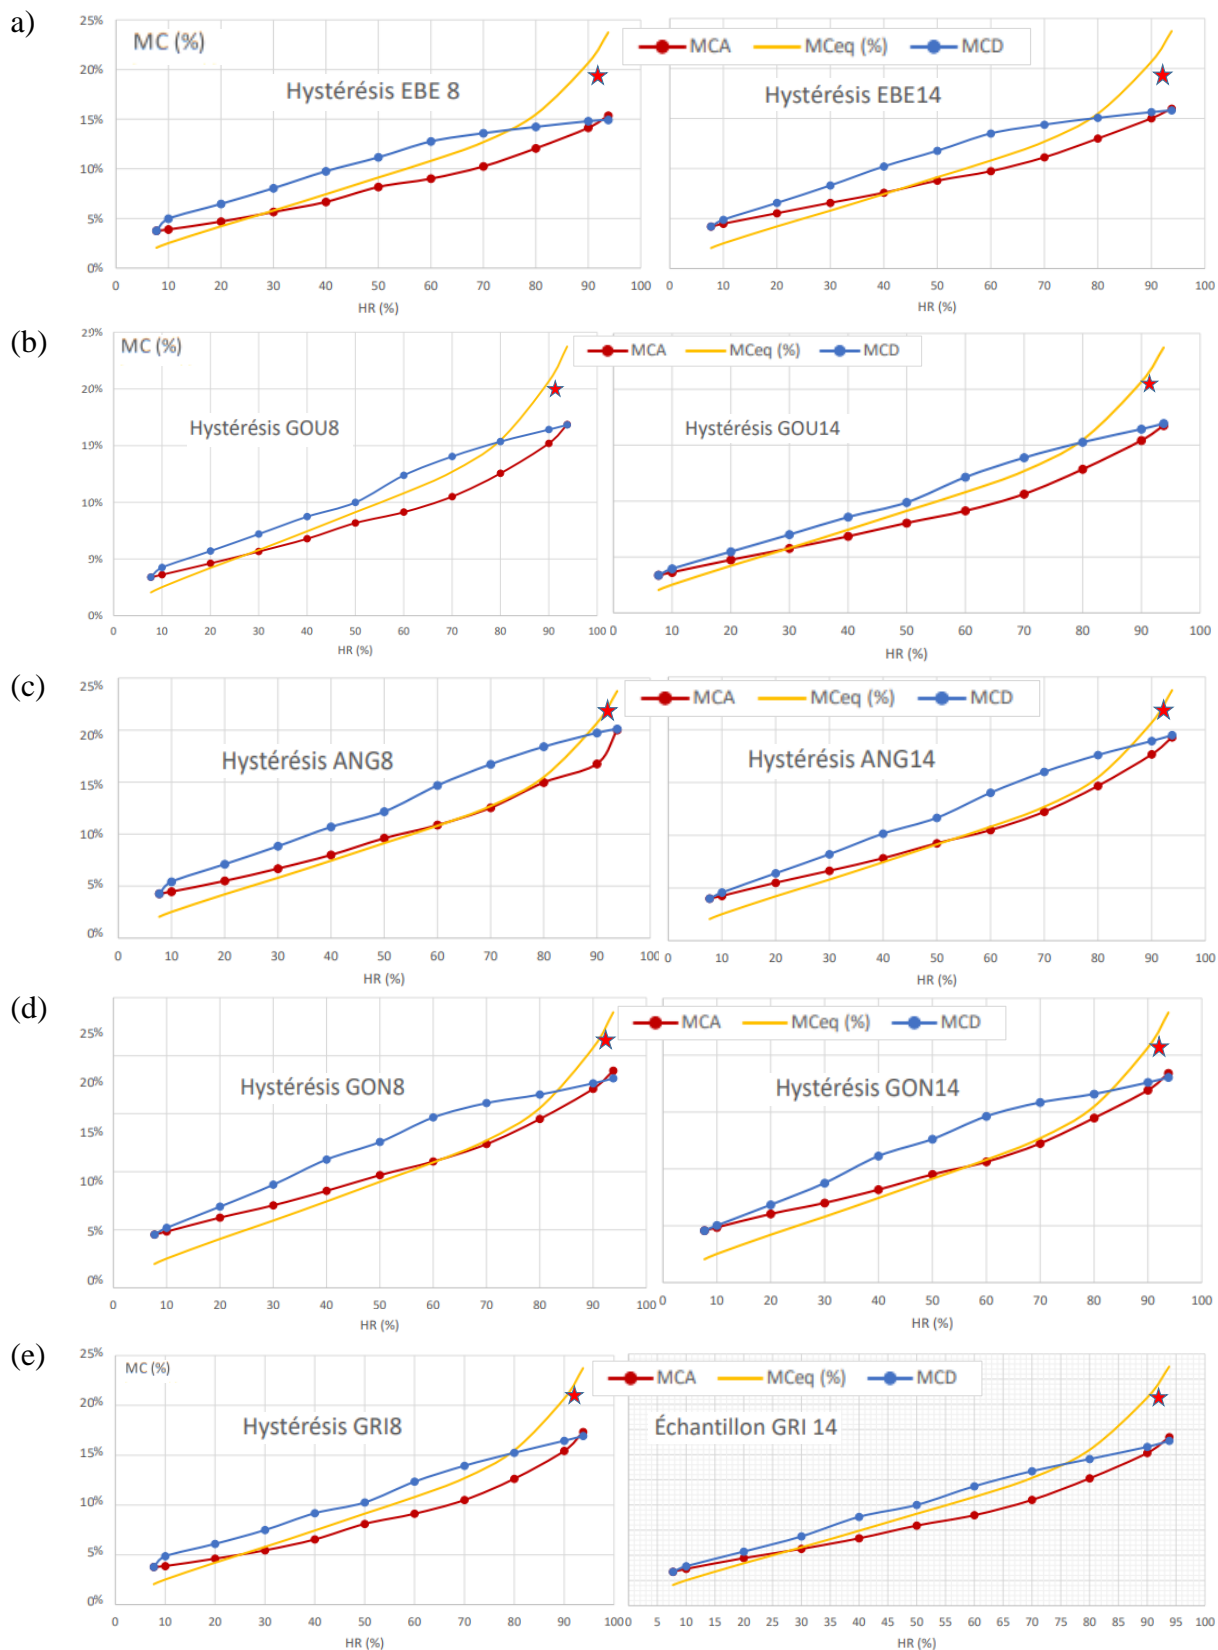 a)
25%
MC (%)
MCA
MCeq (%)
MCD
20%
Hystérésis EBE 8
Hystérésis EBE14
15%
10%
5%
0%
0 10 20 30 40 50 60 70 80 90 100
0 10 20 30 40 50 60 70 80 90 100
HR (%)
HR (%)
(b)
29%
MC (%)
MCA
MCeq (%)
MCD
20%
Hystérésis GOU8
Hystérésis GOU14
19%
10%
9%
0%
0 10 20 30 40 50 60 70 80 90 100
0 10 20 30 40 50 60 70 80 90 100
HR (%)
HR (%)
(c)
25%
MCA
MCeq (%)
MCD
20%
Hystérésis ANG8
Hystérésis ANG14
15%
10%
5%
0%
0 10 20 30 40 50 60 70 80 90 100
0 10 20 30 40 50 60 70 80 90 100
HR (%)
HR (%)
(d)
25%
MCA
MCeq (%)
MCD
20%
Hystérésis GON8
Hystérésis GON14
15%
10%
5%
0%
0 10 20 30 40 50 60 70 80 90 100
0 10 20 30 40 50 60 70 80 90 100
HR (%)
HR (%)
(e)
25%
MC (%)
MCA
MCeq (%)
MCD
20%
Hystérésis GRI8
Échantillon GRI 14
15%
10%
5%
0%
0 10 20 30 40 50 60 70 80 90 100
0 5 10 15 20 25 30 35 40 45 50 55 60 65 70 75 80 85 90 95 100
HR (%)
HR (%)